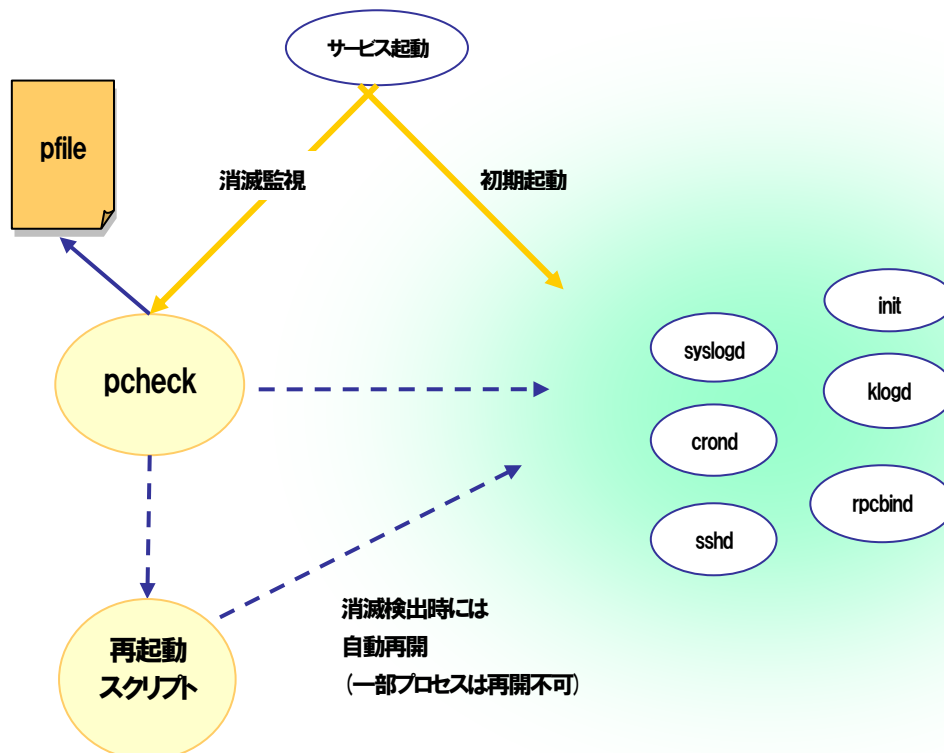 サービス起動
pfile
消滅監視
初期起動
init
syslogd
pcheck
klogd
crond
rpcbind
sshd
消滅検出時には
自動再開
(一部プロセスは再開不可)
再起動
スクリプト